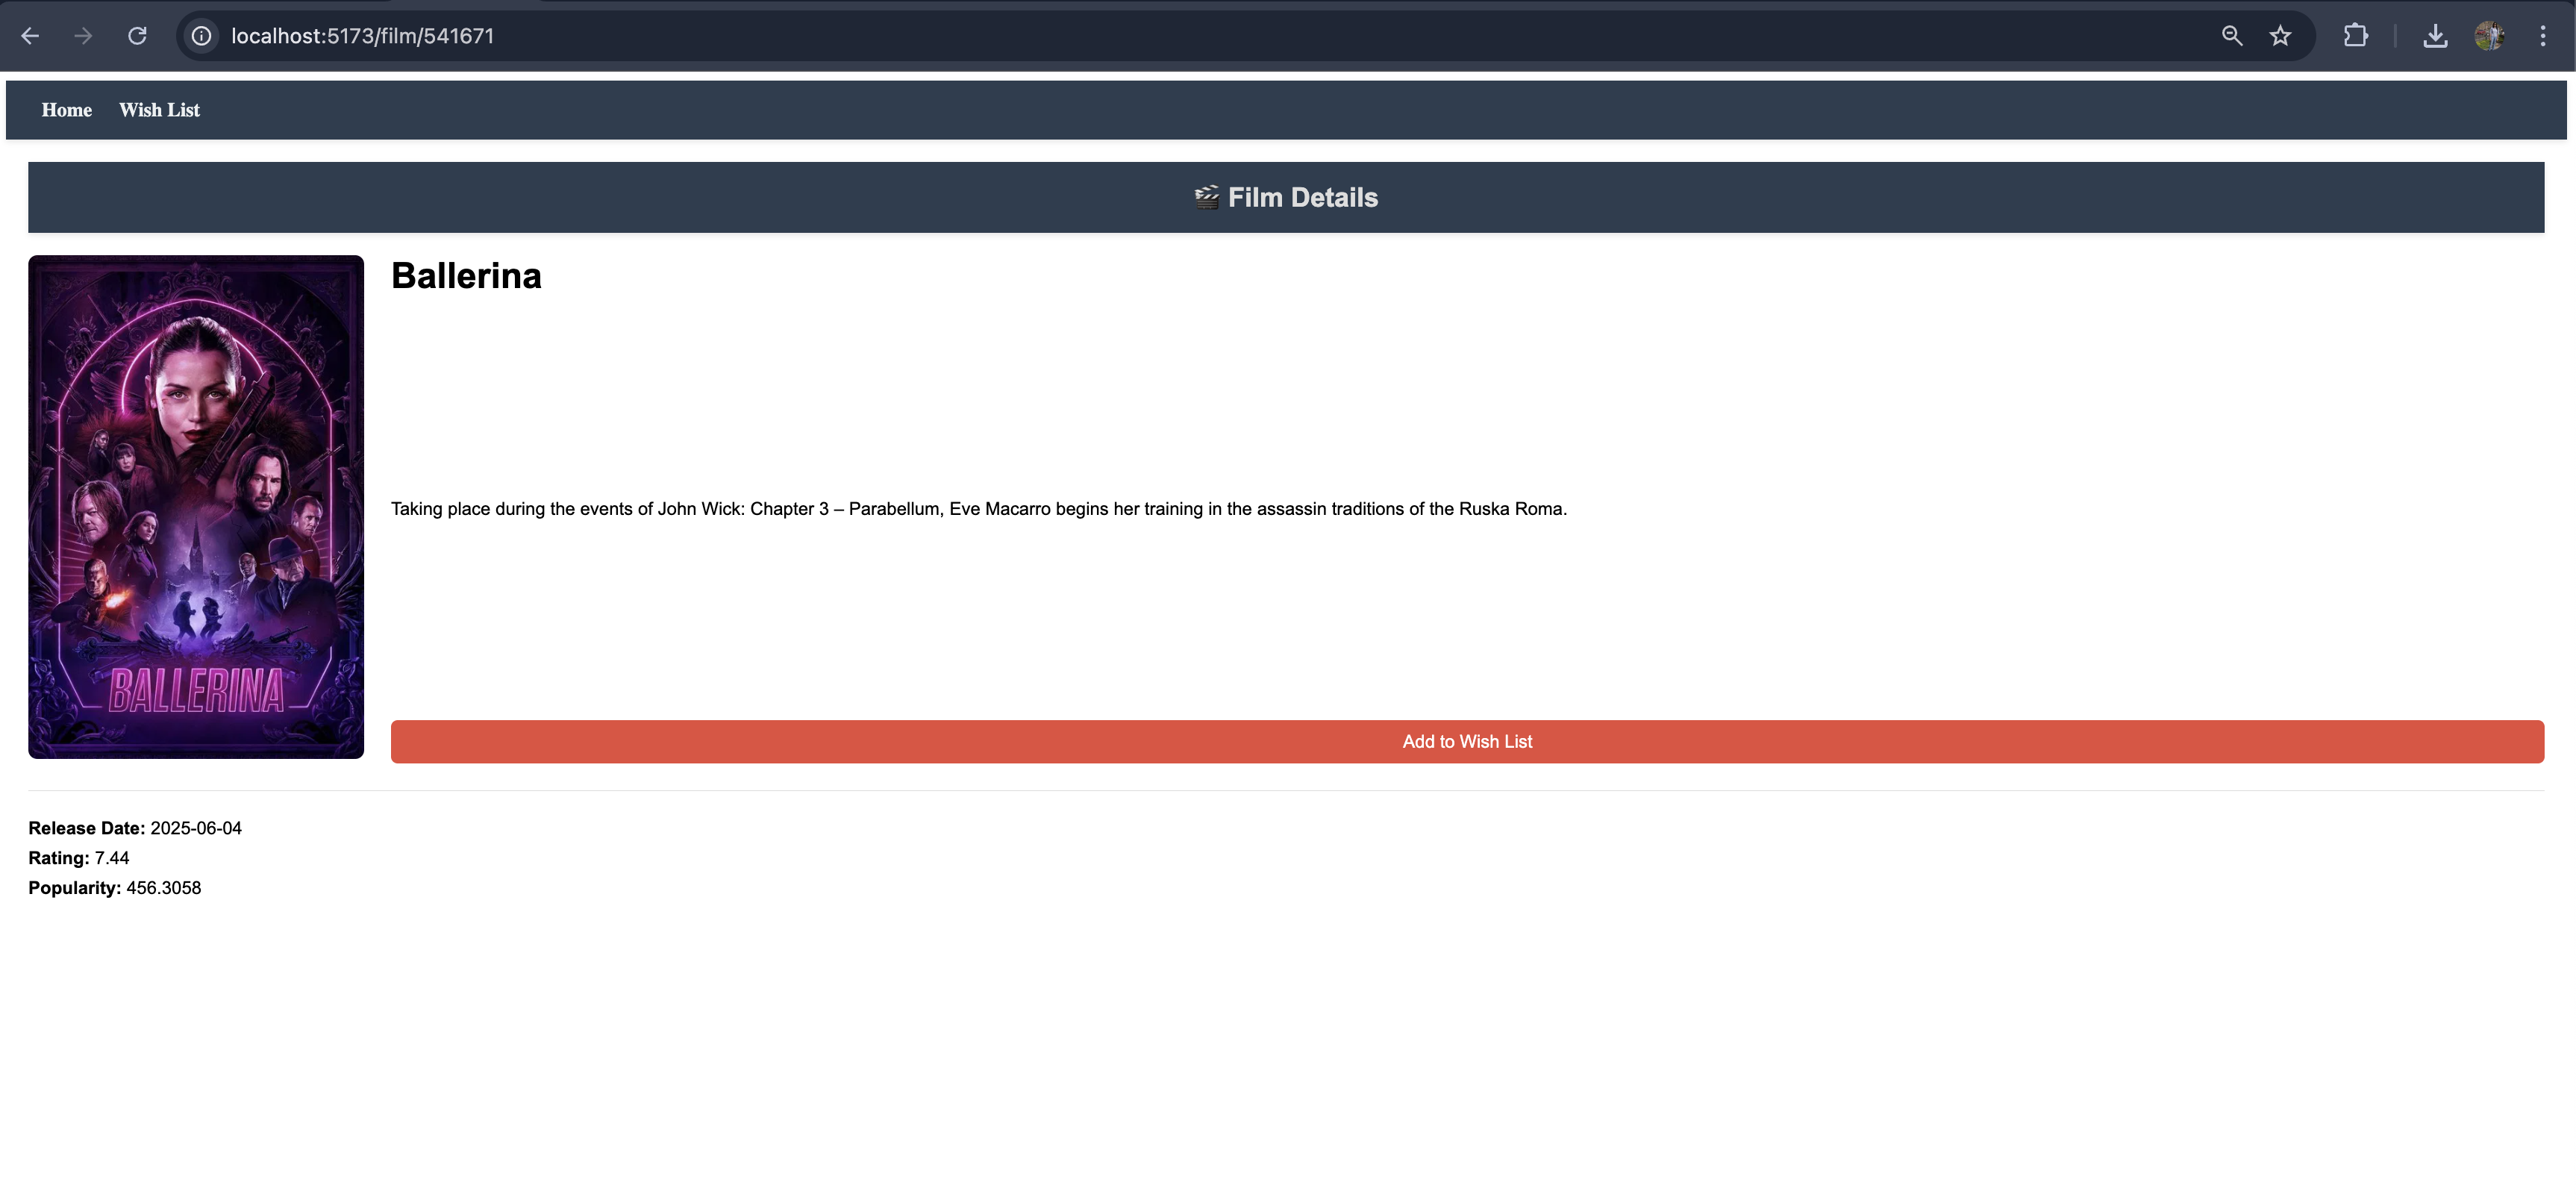 localhost:5173/film/541671
Home Wish List
🎬 Film Details
Ballerina
Taking place during the events of John Wick: Chapter 3 – Parabellum, Eve Macarro begins her training in the assassin traditions of the Ruska Roma.
BALLERINA
Add to Wish List
Release Date: 2025-06-04
Rating: 7.44
Popularity: 456.3058